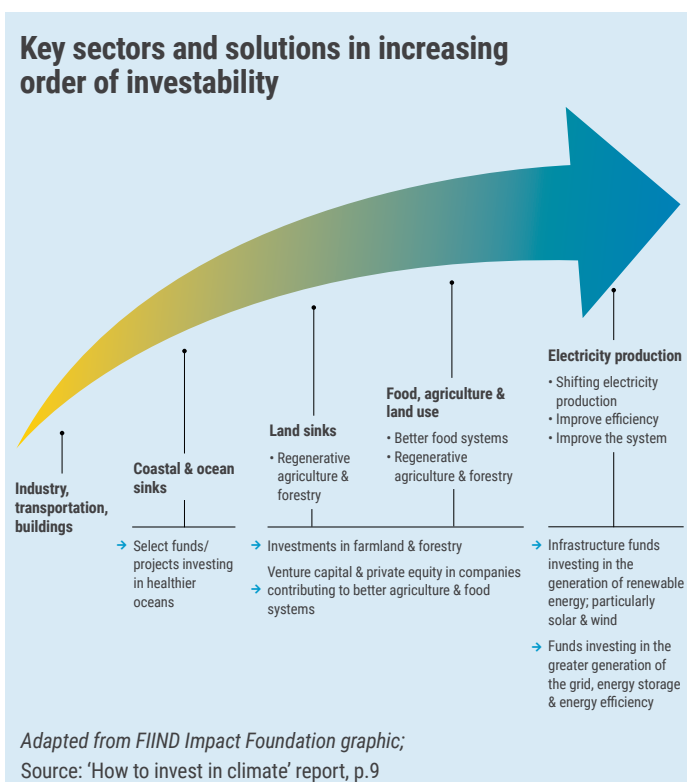 Key sectors and solutions in increasing
order of investability
Industry,
transportation,
buildings
Coastal & ocean
sinks
→ Select funds/
projects investing
in healthier
oceans
Land sinks
• Regenerative
agriculture &
forestry
Food, agriculture &
land use
• Better food systems
• Regenerative
agriculture & forestry
→ Investments in farmland & forestry
Venture capital & private equity in companies
→ contributing to better agriculture & food
systems
Electricity production
• Shifting electricity
production
• Improve efficiency
• Improve the system
→ Infrastructure funds
investing in the
generation of renewable
energy; particularly
solar & wind
→ Funds investing in the
greater generation of
the grid, energy storage
& energy efficiency
Adapted from FIIND Impact Foundation graphic;
Source: ‘How to invest in climate’ report, p.9